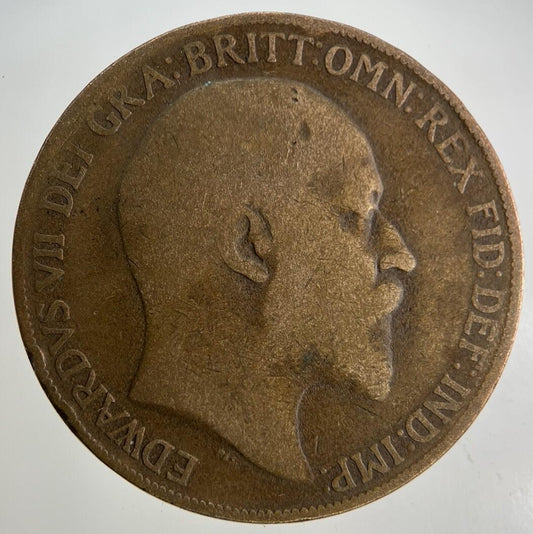 EDWARDVS VII DEI GRA: BRITT: OMN: REX FID: DEF: IND: IMP: